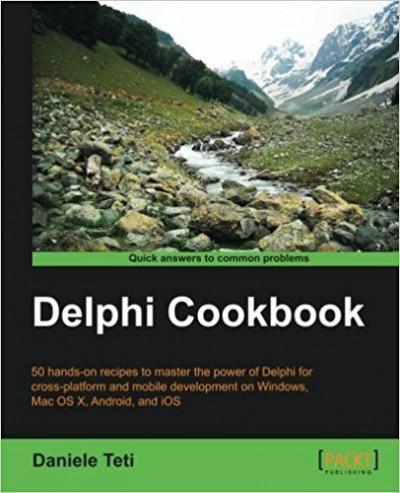 Quick answers to common problems
Delphi Cookbook
50 hands-on recipes to master the power of Delphi for
cross-platform and mobile development on Windows,
Mac OS X, Android, and iOS
Daniele Teti
[PACKT]
PUBLISHING